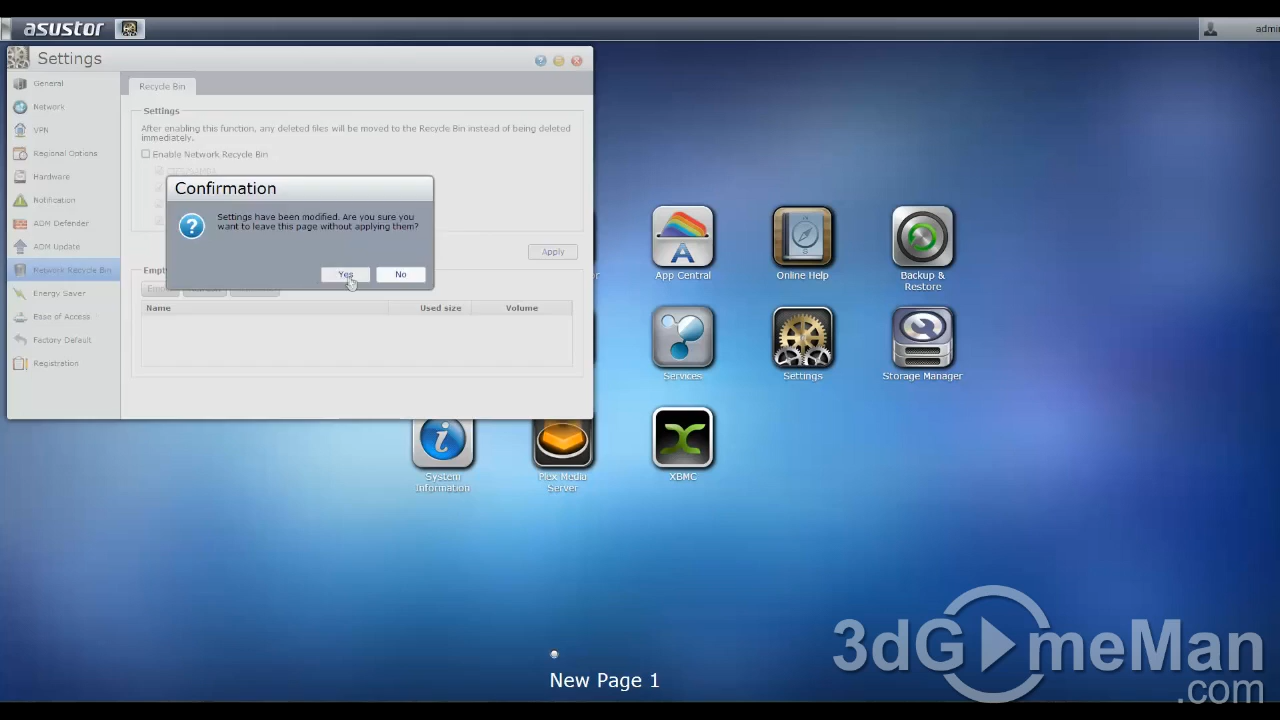 asustor
admin
Settings
General
Network
VPN
Regional Options
Hardware
Notification
ADM Defender
ADM Update
Network Recycle Bin
Energy Saver
Ease of Access
Factory Default
Registration
Recycle Bin
Settings
After enabling this function, any deleted files will be moved to the Recycle Bin instead of being deleted
immediately.
Enable Network Recycle Bin
Confirmation
Settings have been modified. Are you sure you
want to leave this page without applying them?
Yes
No
Apply
Name
Used size
Volume
App Central
Online Help
Backup &
Restore
Services
Settings
Storage Manager
System
Information
Plex Media
Server
XBMC
New Page 1
3dGameMan
.com